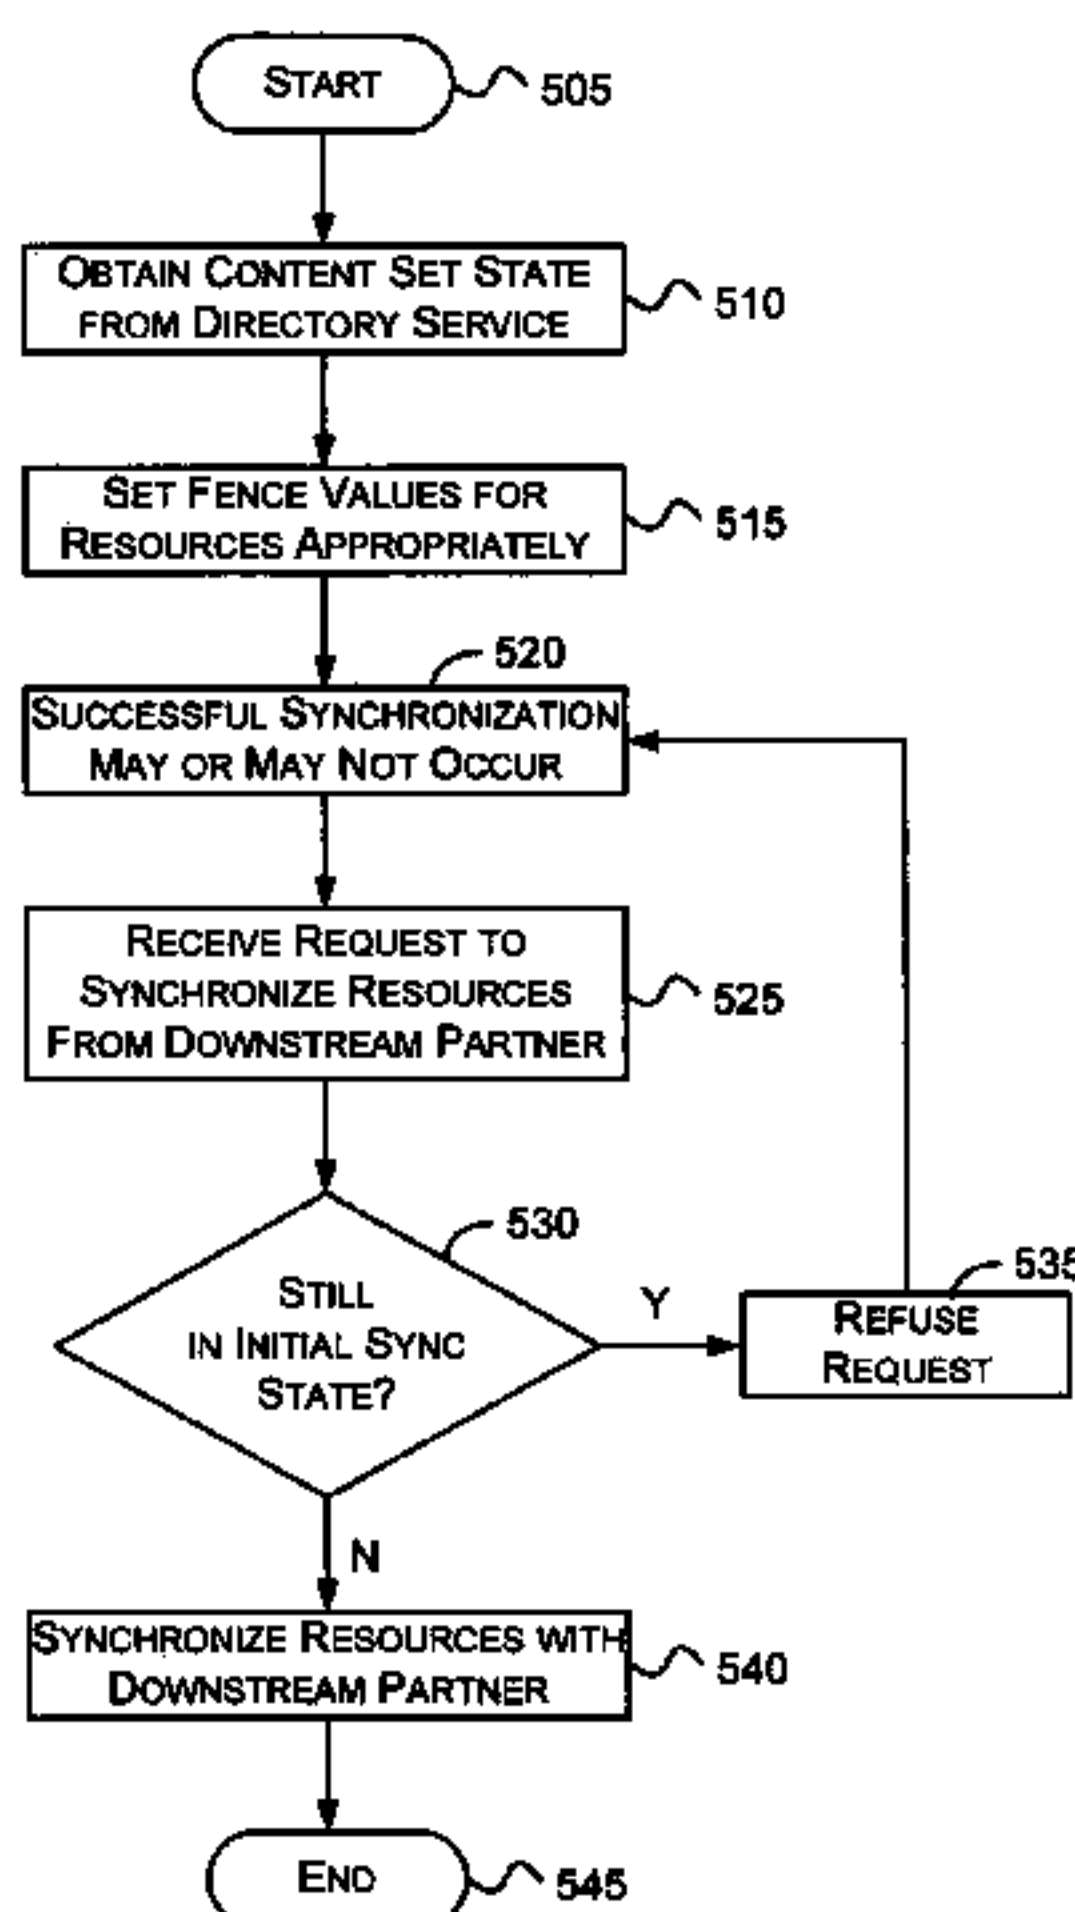 START
505
OBTAIN CONTENT SET STATE
FROM DIRECTORY SERVICE
510
SET FENCE VALUES FOR
RESOURCES APPROPRIATELY
515
520
SUCCESSFUL SYNCHRONIZATION
MAY OR MAY NOT OCCUR
RECEIVE REQUEST TO
SYNCHRONIZE RESOURCES
FROM DOWNSTREAM PARTNER
525
530
STILL
IN INITIAL SYNC
STATE?
Y
535
REFUSE
REQUEST
N
SYNCHRONIZE RESOURCES WITH
DOWNSTREAM PARTNER
540
END
545